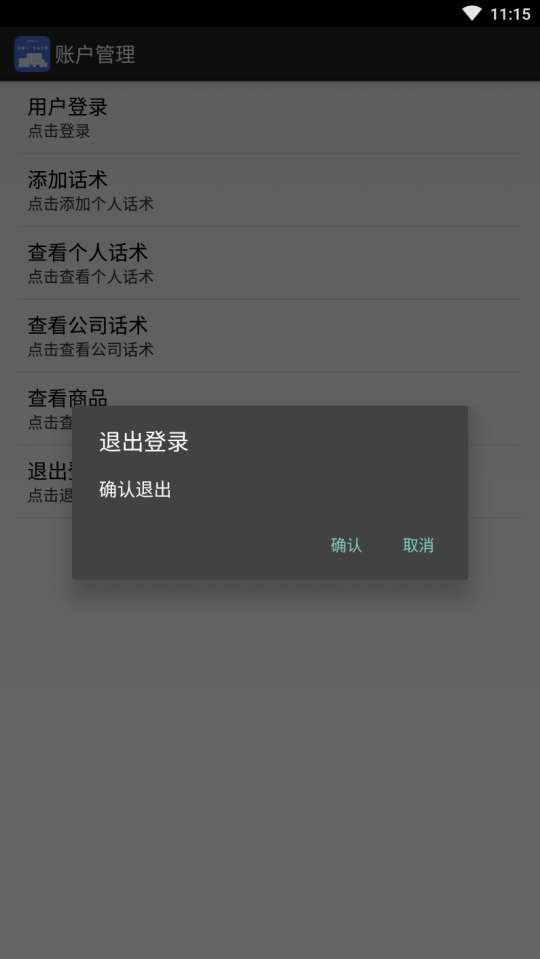 11:15
账户管理
用户登录
点击登录
添加话术
点击添加个人话术
查看个人话术
点击查看个人话术
查看公司话术
点击查看公司话术
查看商品
点击查
退出登录
确认退出
确认 取消
退出
点击退